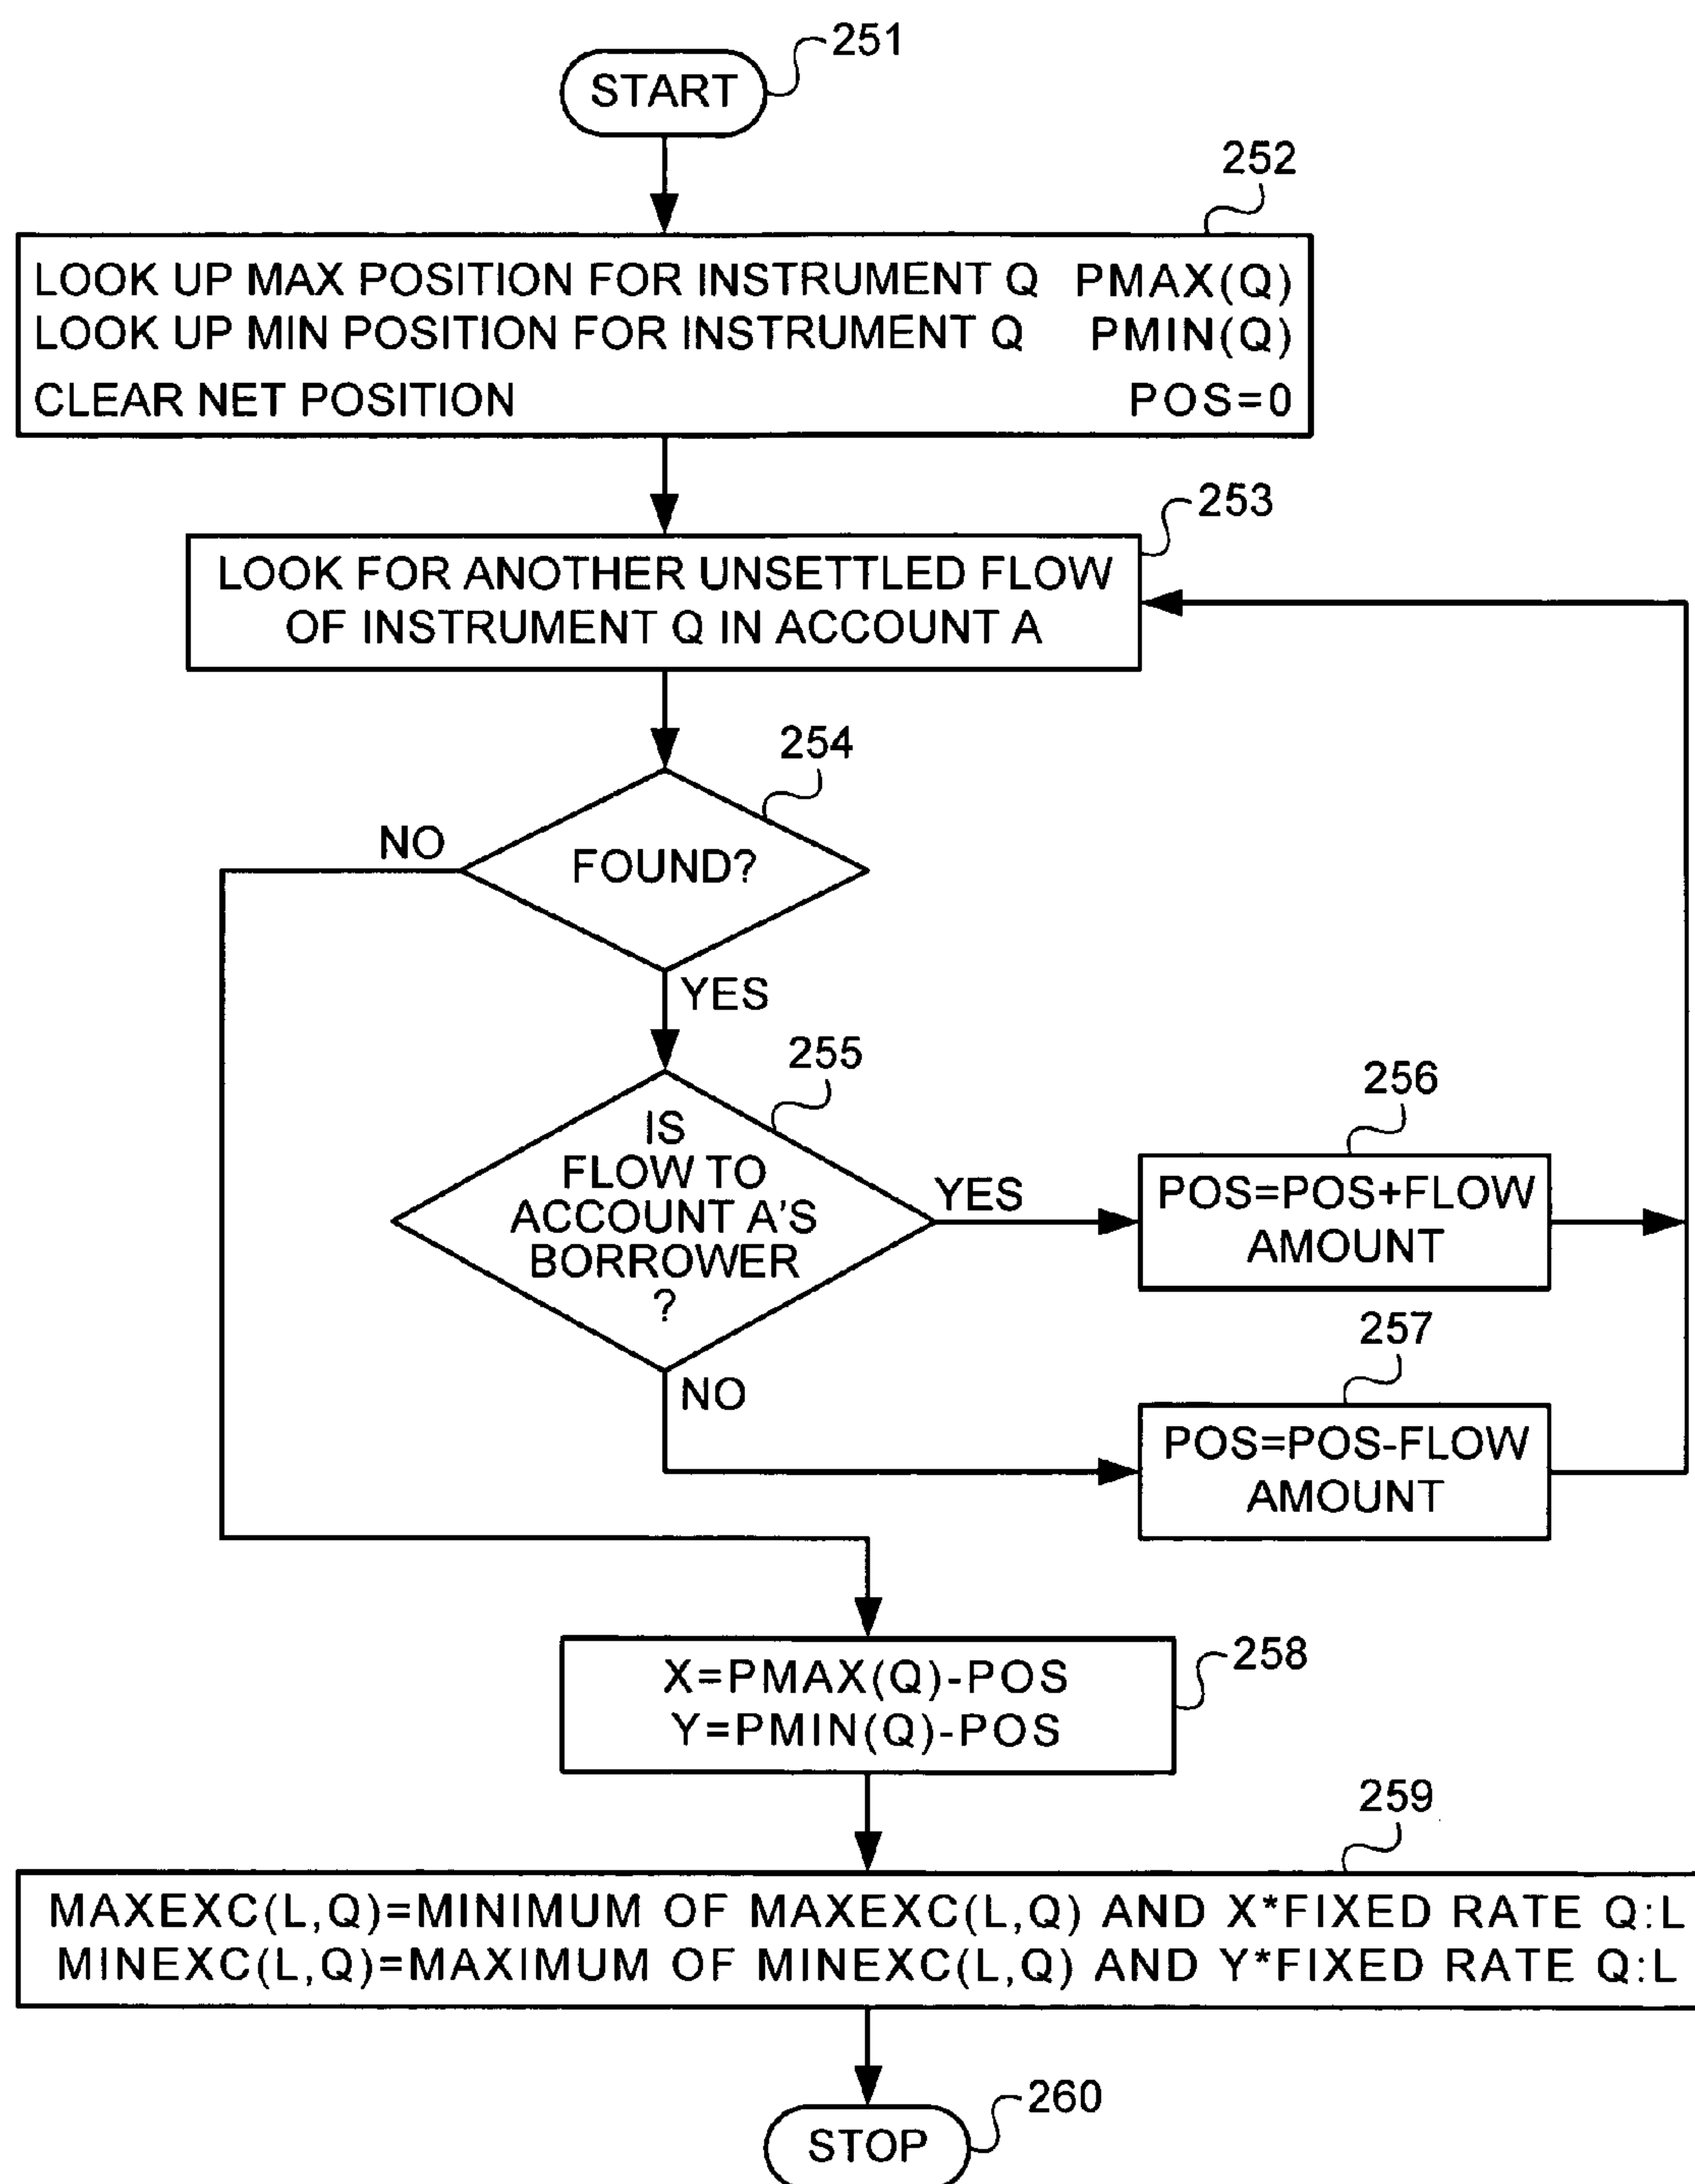 251
START
252
LOOK UP MAX POSITION FOR INSTRUMENT Q PMAX(Q)
LOOK UP MIN POSITION FOR INSTRUMENT Q PMIN(Q)
CLEAR NET POSITION POS=0
253
LOOK FOR ANOTHER UNSETTLED FLOW
OF INSTRUMENT Q IN ACCOUNT A
254
NO
FOUND?
YES
255
IS
FLOW TO
ACCOUNT A'S
BORROWER
?
YES
256
POS=POS+FLOW
AMOUNT
NO
257
POS=POS-FLOW
AMOUNT
258
X=PMAX(Q)-POS
Y=PMIN(Q)-POS
259
MAXEXC(L,Q)=MINIMUM OF MAXEXC(L,Q) AND X*FIXED RATE Q:L
MINEXC(L,Q)=MAXIMUM OF MINEXC(L,Q) AND Y*FIXED RATE Q:L
260
STOP